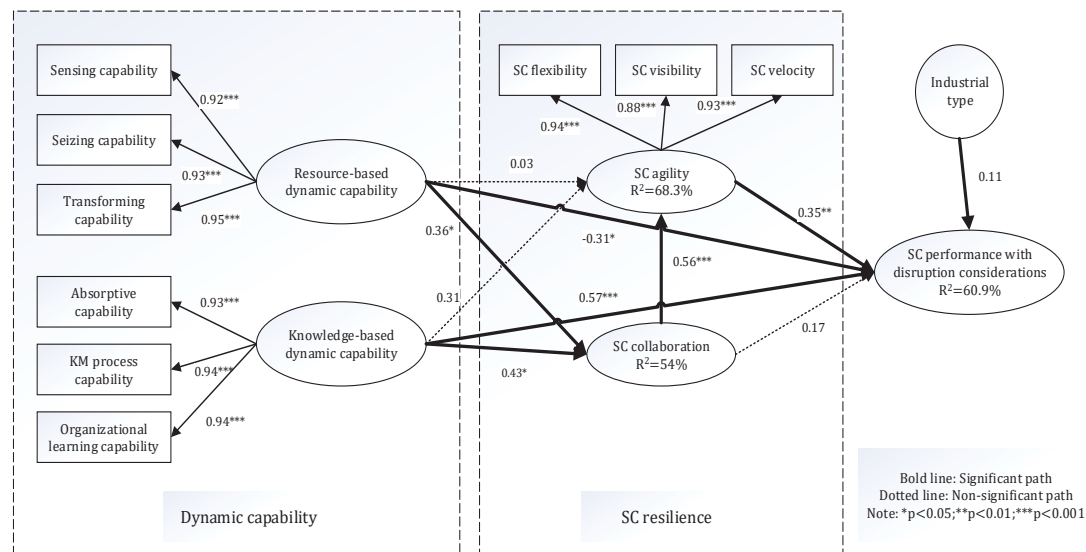 Sensing capability
Seizing capability
Transforming
capability
Absorptive
capability
KM process
capability
Organizational
learning capability
0.92***
0.93***
0.95***
0.93***
0.94***
0.94***
Resource-based
dynamic capability
Knowledge-based
dynamic capability
Dynamic capability
0.03
0.36*
0.31
-0.31*
0.57***
0.43*
SC flexibility
SC visibility
SC velocity
0.94***
0.88***
0.93***
SC agility
R²=68.3%
0.56***
SC collaboration
R²=54%
SC resilience
0.35**
0.17
Industrial
type
0.11
SC performance with
disruption considerations
R²=60.9%
Bold line: Significant path
Dotted line: Non-significant path
Note: *p<0.05;**p<0.01;***p<0.001